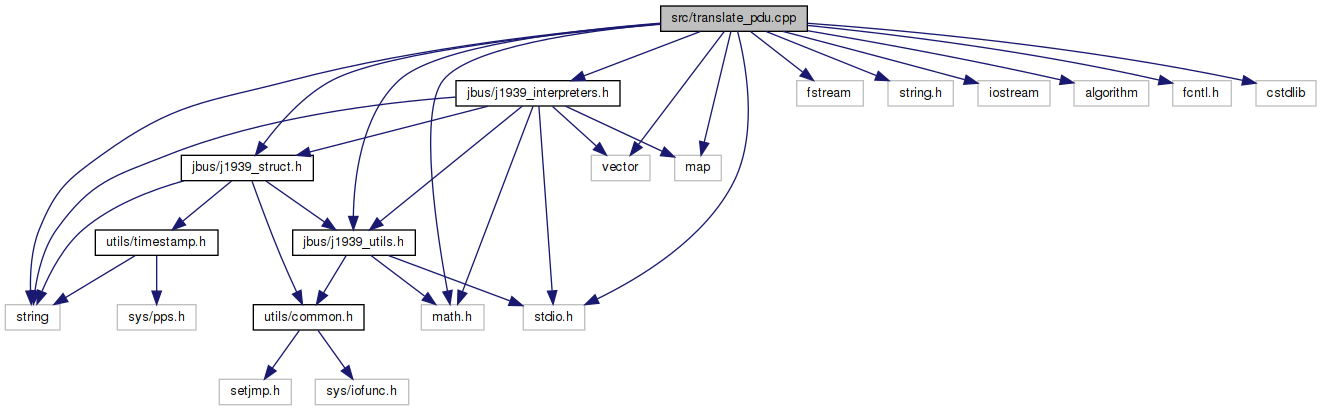 src/translate_pdu.cpp
jbus/j1939_interpreters.h
fstream
string.h
iostream
algorithm
fcntl.h
cstdlib
jbus/j1939_struct.h
vector
map
utils/timestamp.h
jbus/j1939_utils.h
string
sys/pps.h
utils/common.h
math.h
stdio.h
setjmp.h
sys/iofunc.h